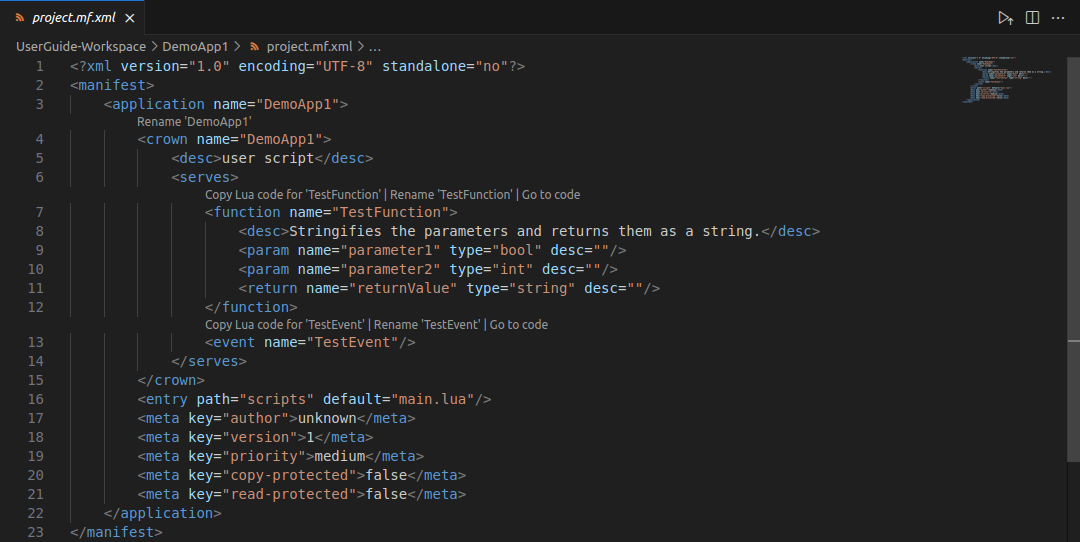 project.mf.xml
UserGuide-Workspace > DemoApp1 > project.mf.xml > ...
1 <?xml version="1.0" encoding="UTF-8" standalone="no"?>
2 <manifest>
3 <application name="DemoApp1">
Rename 'DemoApp1'
4 <crown name="DemoApp1">
5 <desc>user script</desc>
6 <serves>
Copy Lua code for 'TestFunction' | Rename 'TestFunction' | Go to code
7 <function name="TestFunction">
8 <desc>Stringifies the parameters and returns them as a string.</desc>
9 <param name="parameter1" type="bool" desc=""/>
10 <param name="parameter2" type="int" desc=""/>
11 <return name="returnValue" type="string" desc=""/>
12 </function>
Copy Lua code for 'TestEvent' | Rename 'TestEvent' | Go to code
13 <event name="TestEvent"/>
14 </serves>
15 </crown>
16 <entry path="scripts" default="main.lua"/>
17 <meta key="author">unknown</meta>
18 <meta key="version">1</meta>
19 <meta key="priority">medium</meta>
20 <meta key="copy-protected">false</meta>
21 <meta key="read-protected">false</meta>
22 </application>
23 </manifest>